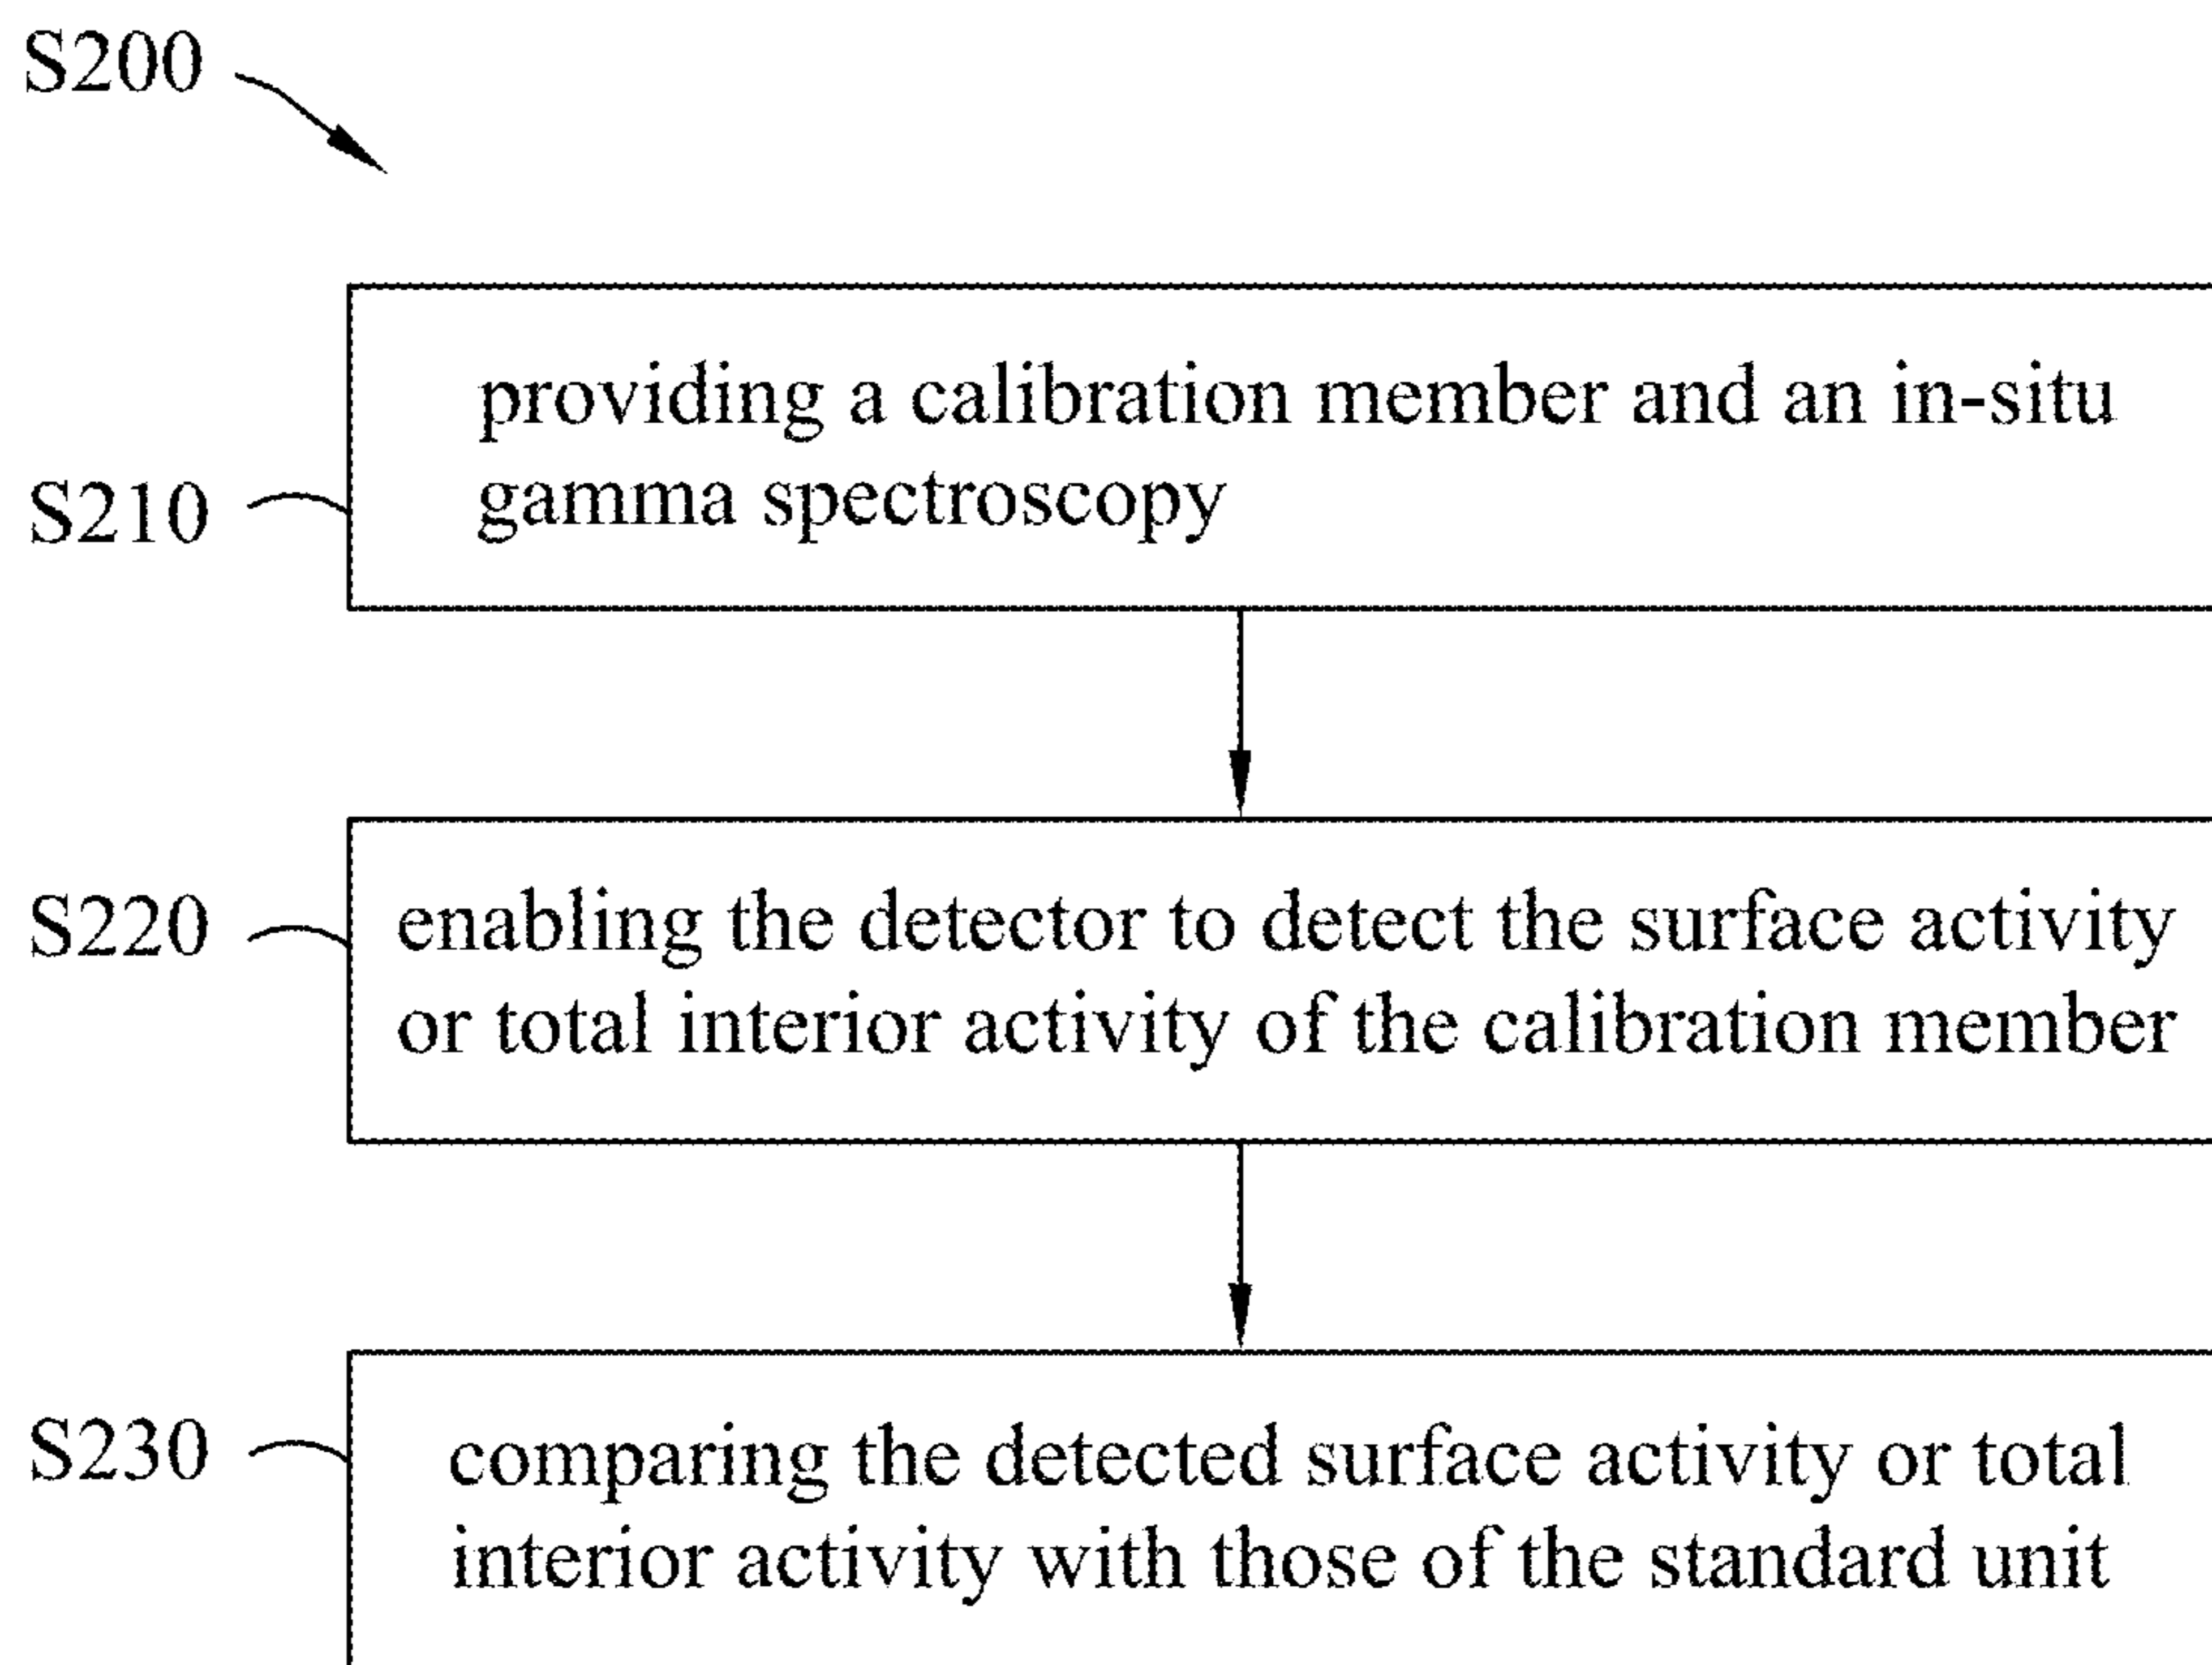 S200
providing a calibration member and an in-situ
gamma spectroscopy
S210
S220
enabling the detector to detect the surface activity
or total interior activity of the calibration member
S230
comparing the detected surface activity or total
interior activity with those of the standard unit